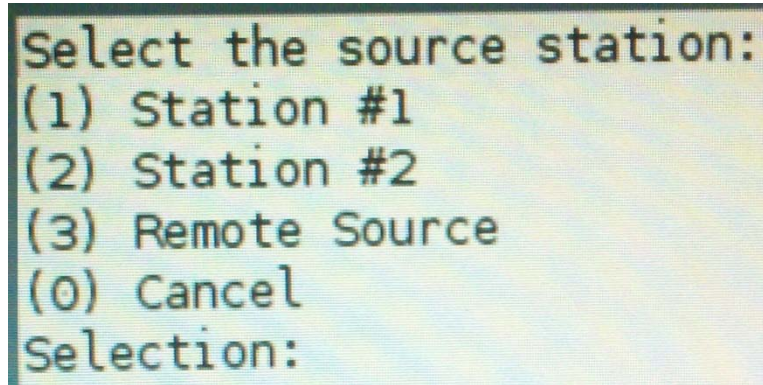 Select the source station:
(1) Station #1
(2) Station #2
(3) Remote Source
(0) Cancel
Selection: